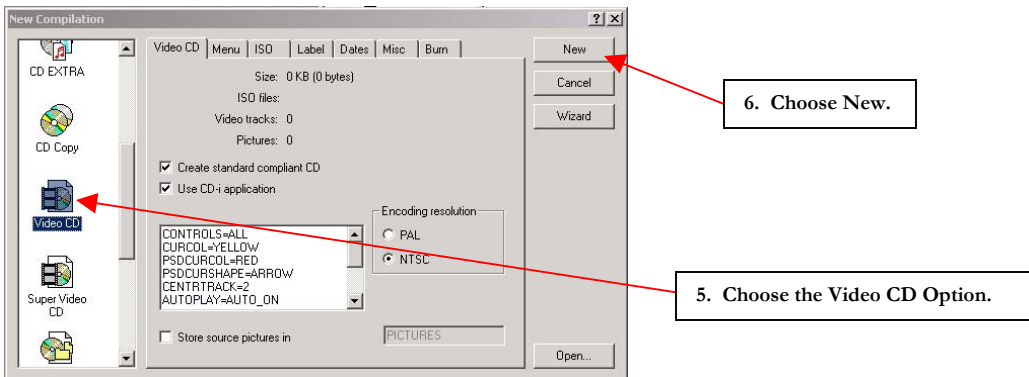 New Compilation
CD EXTRA
CD Copy
Video CD
Super Video
CD
Video CD Menu ISO Label Dates Misc Burn
Size: 0 KB (0 bytes)
ISO files:
Video tracks: 0
Pictures: 0
Create standard compliant CD
Use CD-i application
CONTROLS=ALL
CURCOL=YELLOW
PSDCURCOL=RED
PSDCURSHAPE=ARROW
CENTRTRACK=2
AUTOPLAY=AUTO_ON
Encoding resolution
PAL
NTSC
Store source pictures in
PICTURES
New
Cancel
Wizard
Open...
6. Choose New.
5. Choose the Video CD Option.